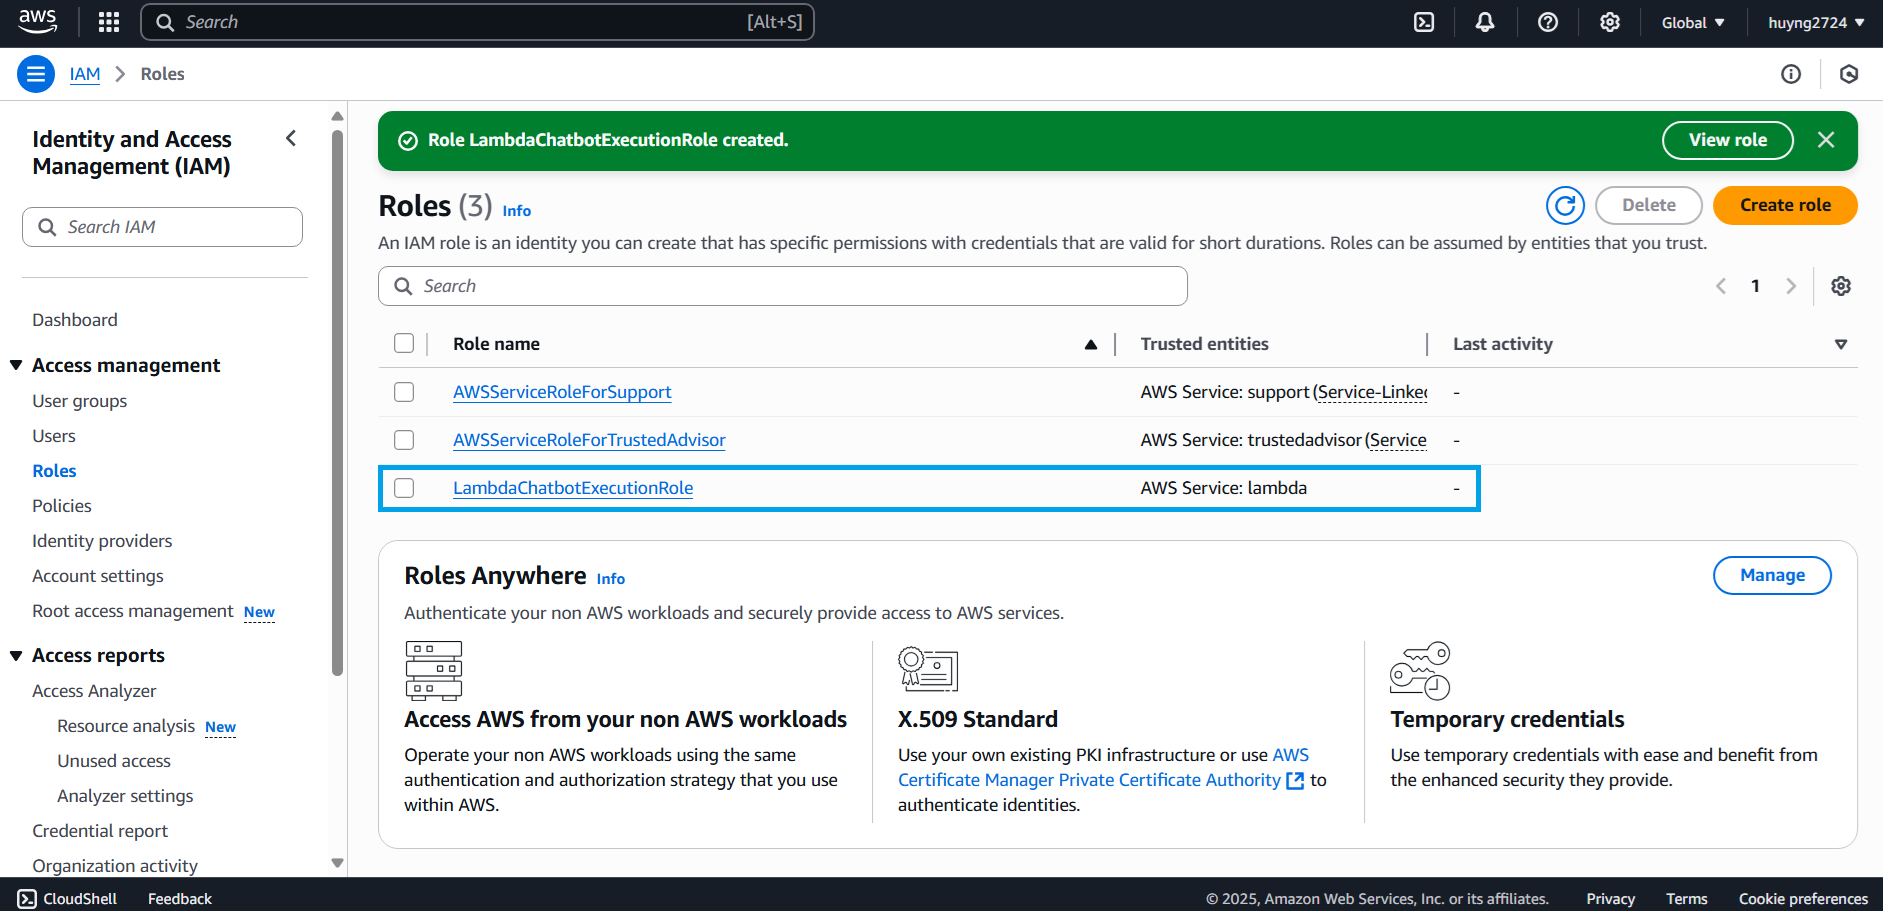 aws
Search
[Alt+S]
Global
huyng2724
IAM
Roles
Identity and Access
Management (IAM)
Search IAM
Dashboard
Access management
User groups
Users
Roles
Policies
Identity providers
Account settings
Root access management New
Access reports
Access Analyzer
Resource analysis New
Unused access
Analyzer settings
Credential report
Organization activity
Role LambdaChatbotExecutionRole created.
View role
Roles (3) Info
Delete
Create role
An IAM role is an identity you can create that has specific permissions with credentials that are valid for short durations. Roles can be assumed by entities that you trust.
Search
1
Role name
Trusted entities
Last activity
AWSServiceRoleForSupport
AWS Service: support (Service-Linked
-
AWSServiceRoleForTrustedAdvisor
AWS Service: trustedadvisor (Service
-
LambdaChatbotExecutionRole
AWS Service: lambda
-
Roles Anywhere Info
Manage
Authenticate your non AWS workloads and securely provide access to AWS services.
Access AWS from your non AWS workloads
Operate your non AWS workloads using the same
authentication and authorization strategy that you use
within AWS.
X.509 Standard
Use your own existing PKI infrastructure or use AWS
Certificate Manager Private Certificate Authority to
authenticate identities.
Temporary credentials
Use temporary credentials with ease and benefit from
the enhanced security they provide.
CloudShell
Feedback
© 2025, Amazon Web Services, Inc. or its affiliates.
Privacy
Terms
Cookie preferences